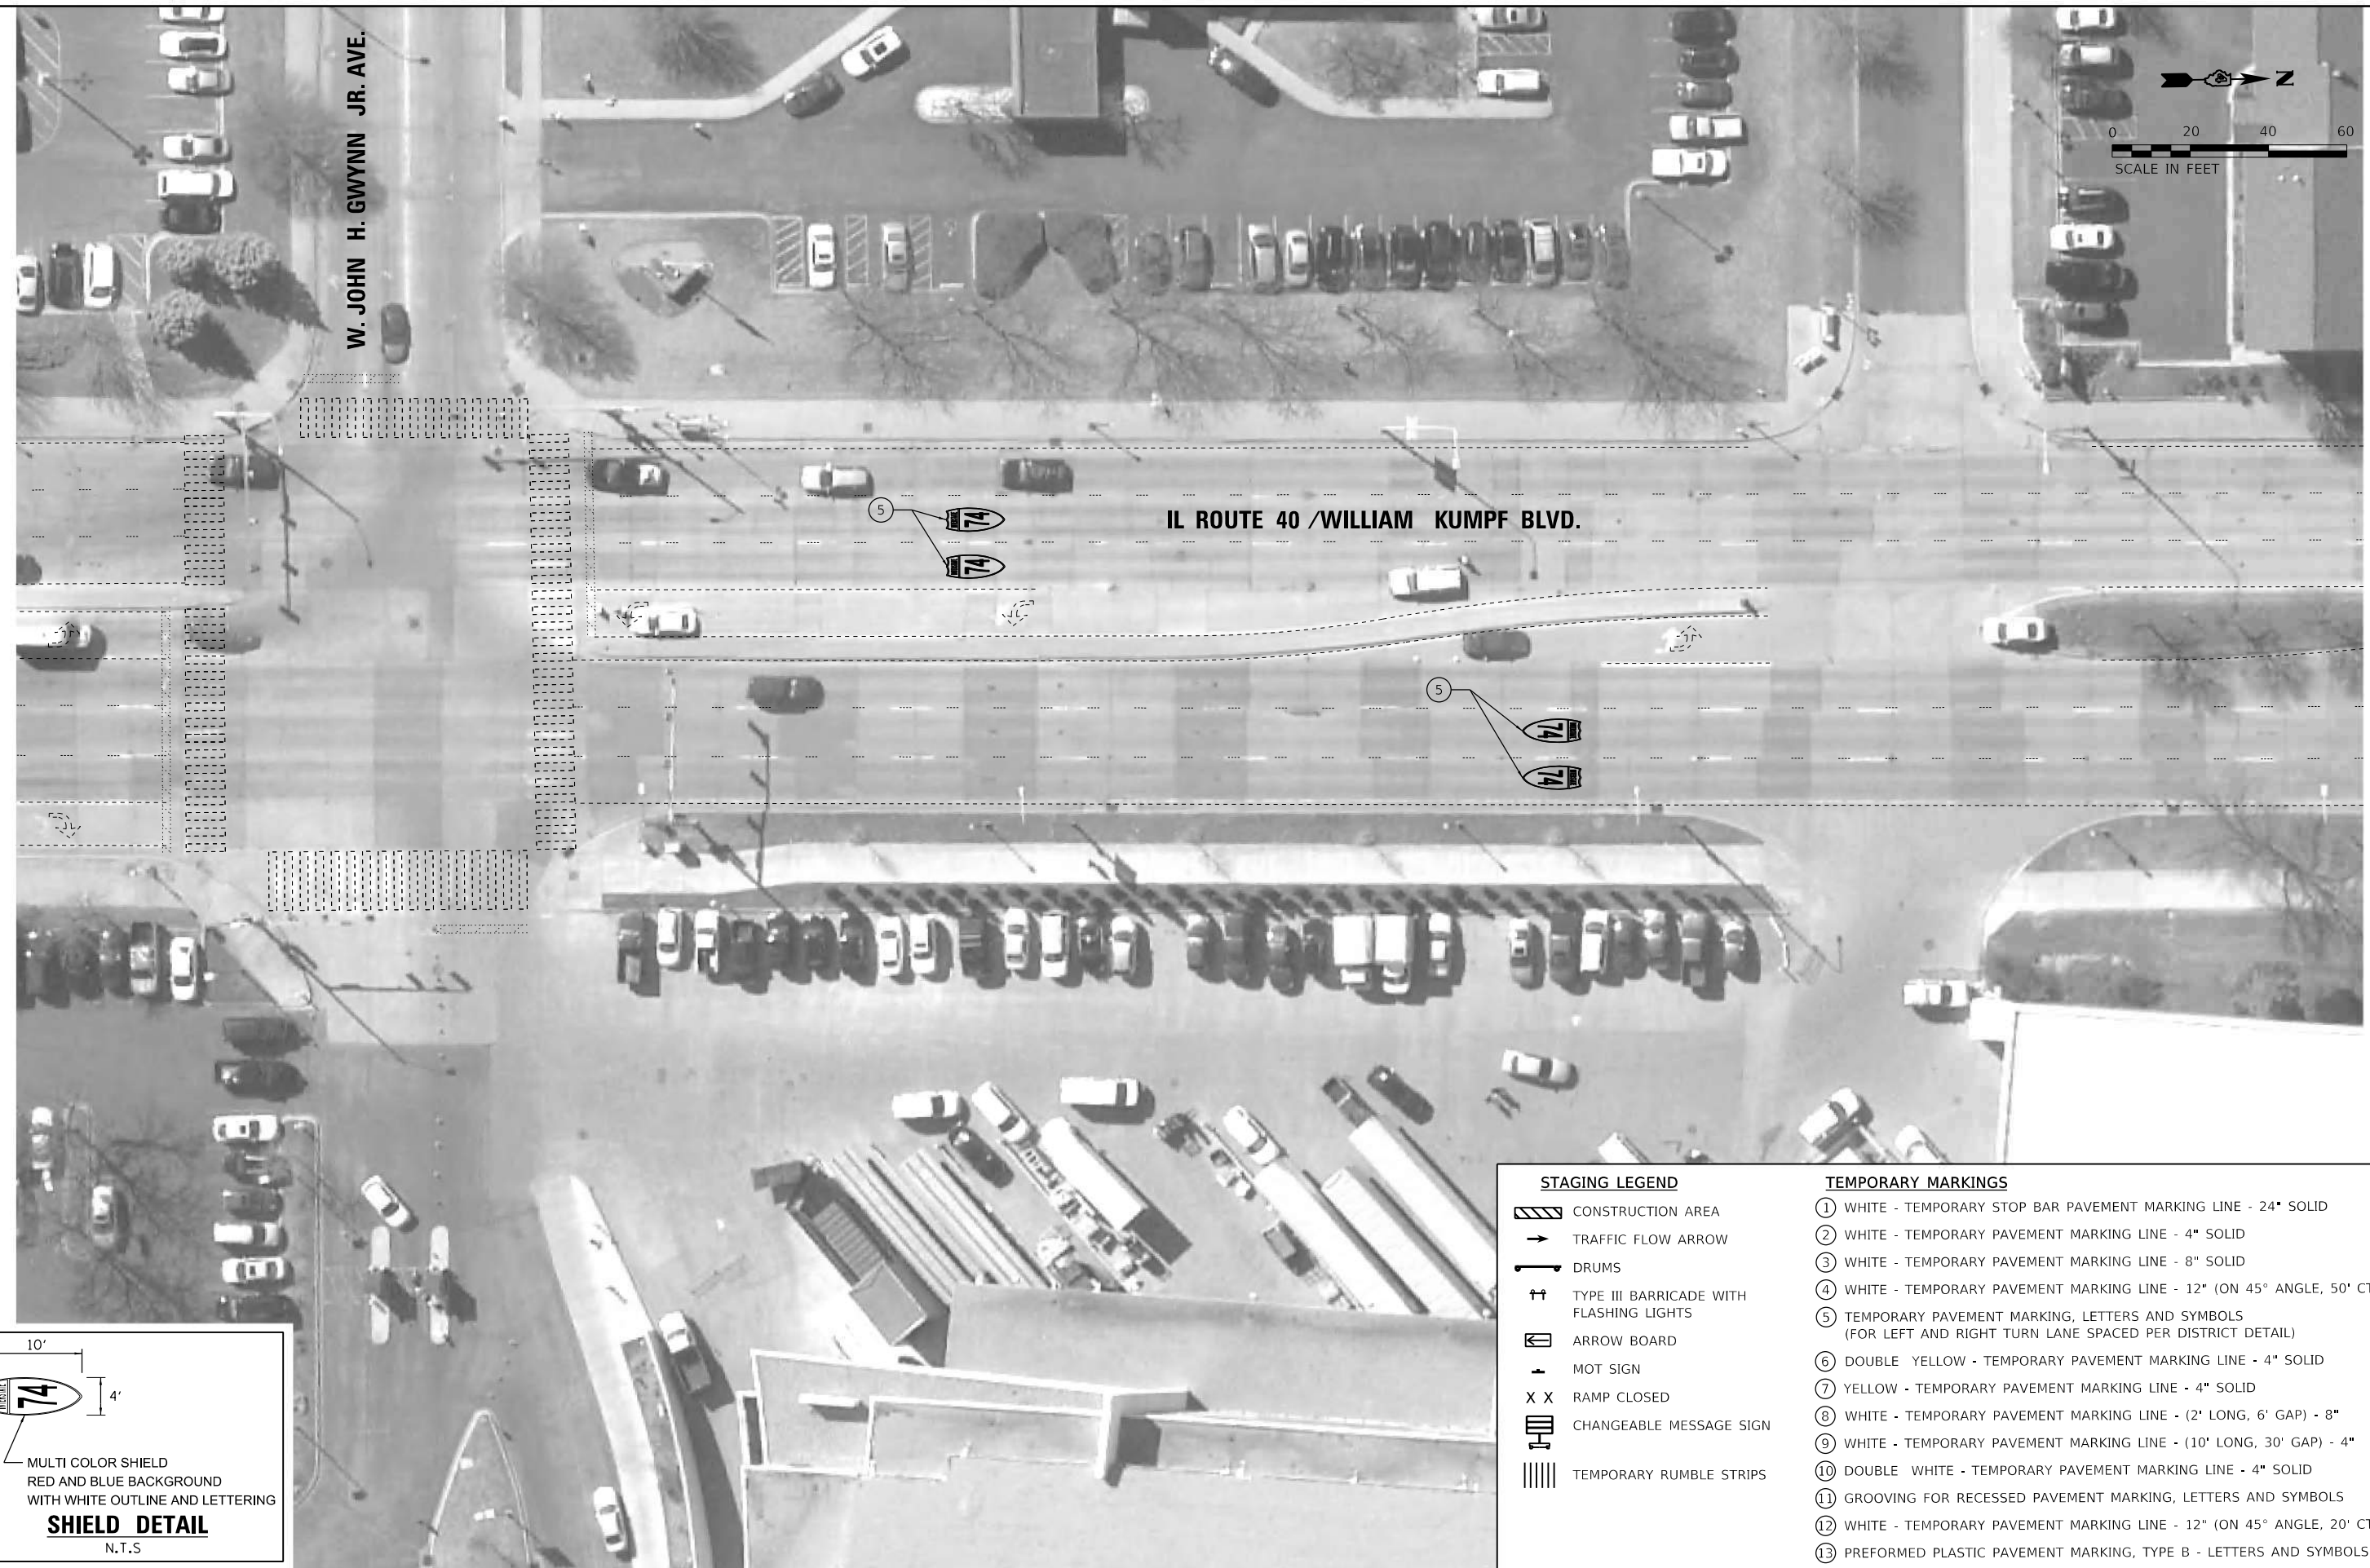 W. JOHN H. GWYNN JR. AVE.
N
0 20 40 60
SCALE IN FEET
IL ROUTE 40 /WILLIAM KUMPF BLVD.
5
74
74
5
74
74
STAGING LEGEND
CONSTRUCTION AREA
TRAFFIC FLOW ARROW
DRUMS
TYPE III BARRICADE WITH
FLASHING LIGHTS
ARROW BOARD
MOT SIGN
X X RAMP CLOSED
CHANGEABLE MESSAGE SIGN
TEMPORARY RUMBLE STRIPS
TEMPORARY MARKINGS
1 WHITE - TEMPORARY STOP BAR PAVEMENT MARKING LINE - 24" SOLID
2 WHITE - TEMPORARY PAVEMENT MARKING LINE - 4" SOLID
3 WHITE - TEMPORARY PAVEMENT MARKING LINE - 8" SOLID
4 WHITE - TEMPORARY PAVEMENT MARKING LINE - 12" (ON 45° ANGLE, 50' CT
5 TEMPORARY PAVEMENT MARKING, LETTERS AND SYMBOLS
(FOR LEFT AND RIGHT TURN LANE SPACED PER DISTRICT DETAIL)
6 DOUBLE YELLOW - TEMPORARY PAVEMENT MARKING LINE - 4" SOLID
7 YELLOW - TEMPORARY PAVEMENT MARKING LINE - 4" SOLID
8 WHITE - TEMPORARY PAVEMENT MARKING LINE - (2' LONG, 6' GAP) - 8"
9 WHITE - TEMPORARY PAVEMENT MARKING LINE - (10' LONG, 30' GAP) - 4"
10 DOUBLE WHITE - TEMPORARY PAVEMENT MARKING LINE - 4" SOLID
11 GROOVING FOR RECESSED PAVEMENT MARKING, LETTERS AND SYMBOLS
12 WHITE - TEMPORARY PAVEMENT MARKING LINE - 12" (ON 45° ANGLE, 20' CT
13 PREFORMED PLASTIC PAVEMENT MARKING, TYPE B - LETTERS AND SYMBOLS
10'
74
4'
MULTI COLOR SHIELD
RED AND BLUE BACKGROUND
WITH WHITE OUTLINE AND LETTERING
SHIELD DETAIL
N.T.S